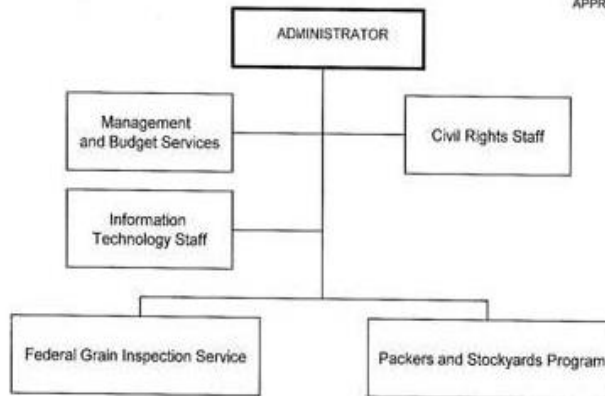 APPR
ADMINISTRATOR
Management
and Budget Services
Civil Rights Staff
Information
Technology Staff
Federal Grain Inspection Service
Packers and Stockyards Program